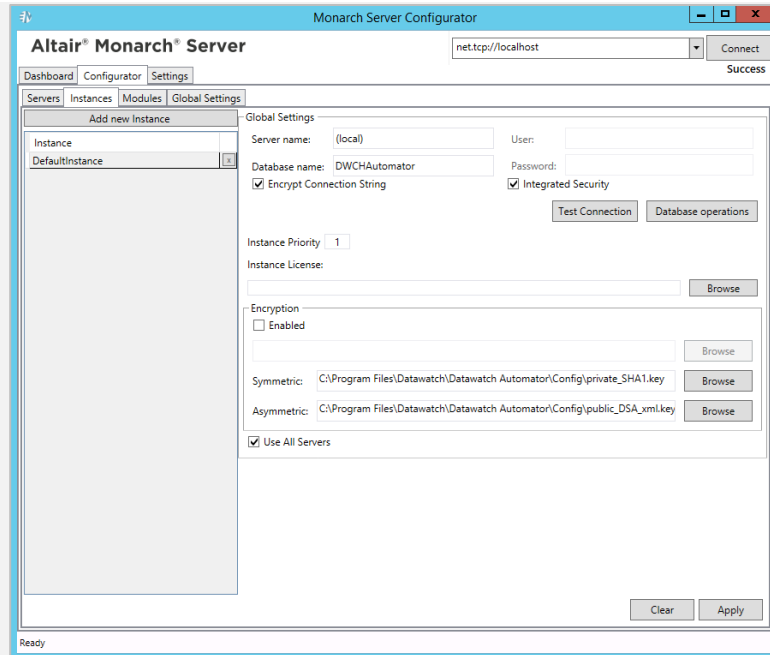 Monarch Server Configurator
Altair® Monarch® Server
net.tcp://localhost
Connect
Success
Dashboard Configurator Settings
Servers Instances Modules Global Settings
Add new Instance
Instance
DefaultInstance x
Global Settings
Server name: (local) User:
Database name: DWCHAutomator Password:
Encrypt Connection String Integrated Security
Test Connection Database operations
Instance Priority 1
Instance License:
Browse
Encryption
Enabled
Browse
Symmetric: C:\Program Files\Datawatch\Datawatch Automator\Config\private_SHA1.key Browse
Asymmetric: C:\Program Files\Datawatch\Datawatch Automator\Config\public_DSA_xml.key Browse
Use All Servers
Clear Apply
Ready